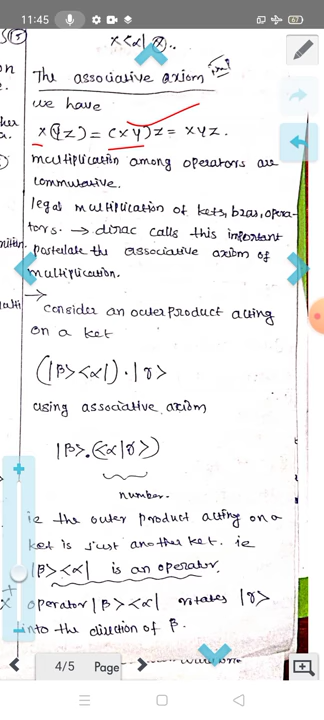 11:45
67
x<α| ⊗..
The associative axiom
we have
x(yz) = (xy)z = xyz.
multiplication among operators are
commutative.
legal multiplication of kets, bras, opera-
tors. → dirac calls this important
postulate the associative axiom of
multiplication.
→ Consider an outer product acting
on a ket
(|β><α|) . |γ>
using associative axiom
|β>.(<α|γ>)
number.
ie the outer product acting on a
ket is just another ket. ie
|β><α| is an operator.
operator |β><α| rotates |γ>
into the direction of β.
4/5 Page